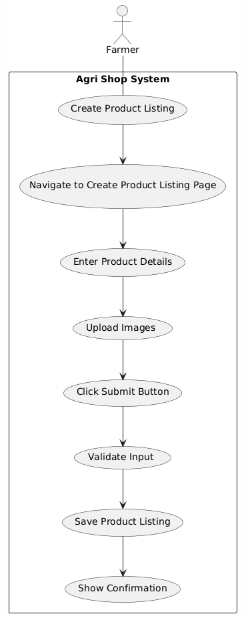 Farmer
Agri Shop System
Create Product Listing
Navigate to Create Product Listing Page
Enter Product Details
Upload Images
Click Submit Button
Validate Input
Save Product Listing
Show Confirmation